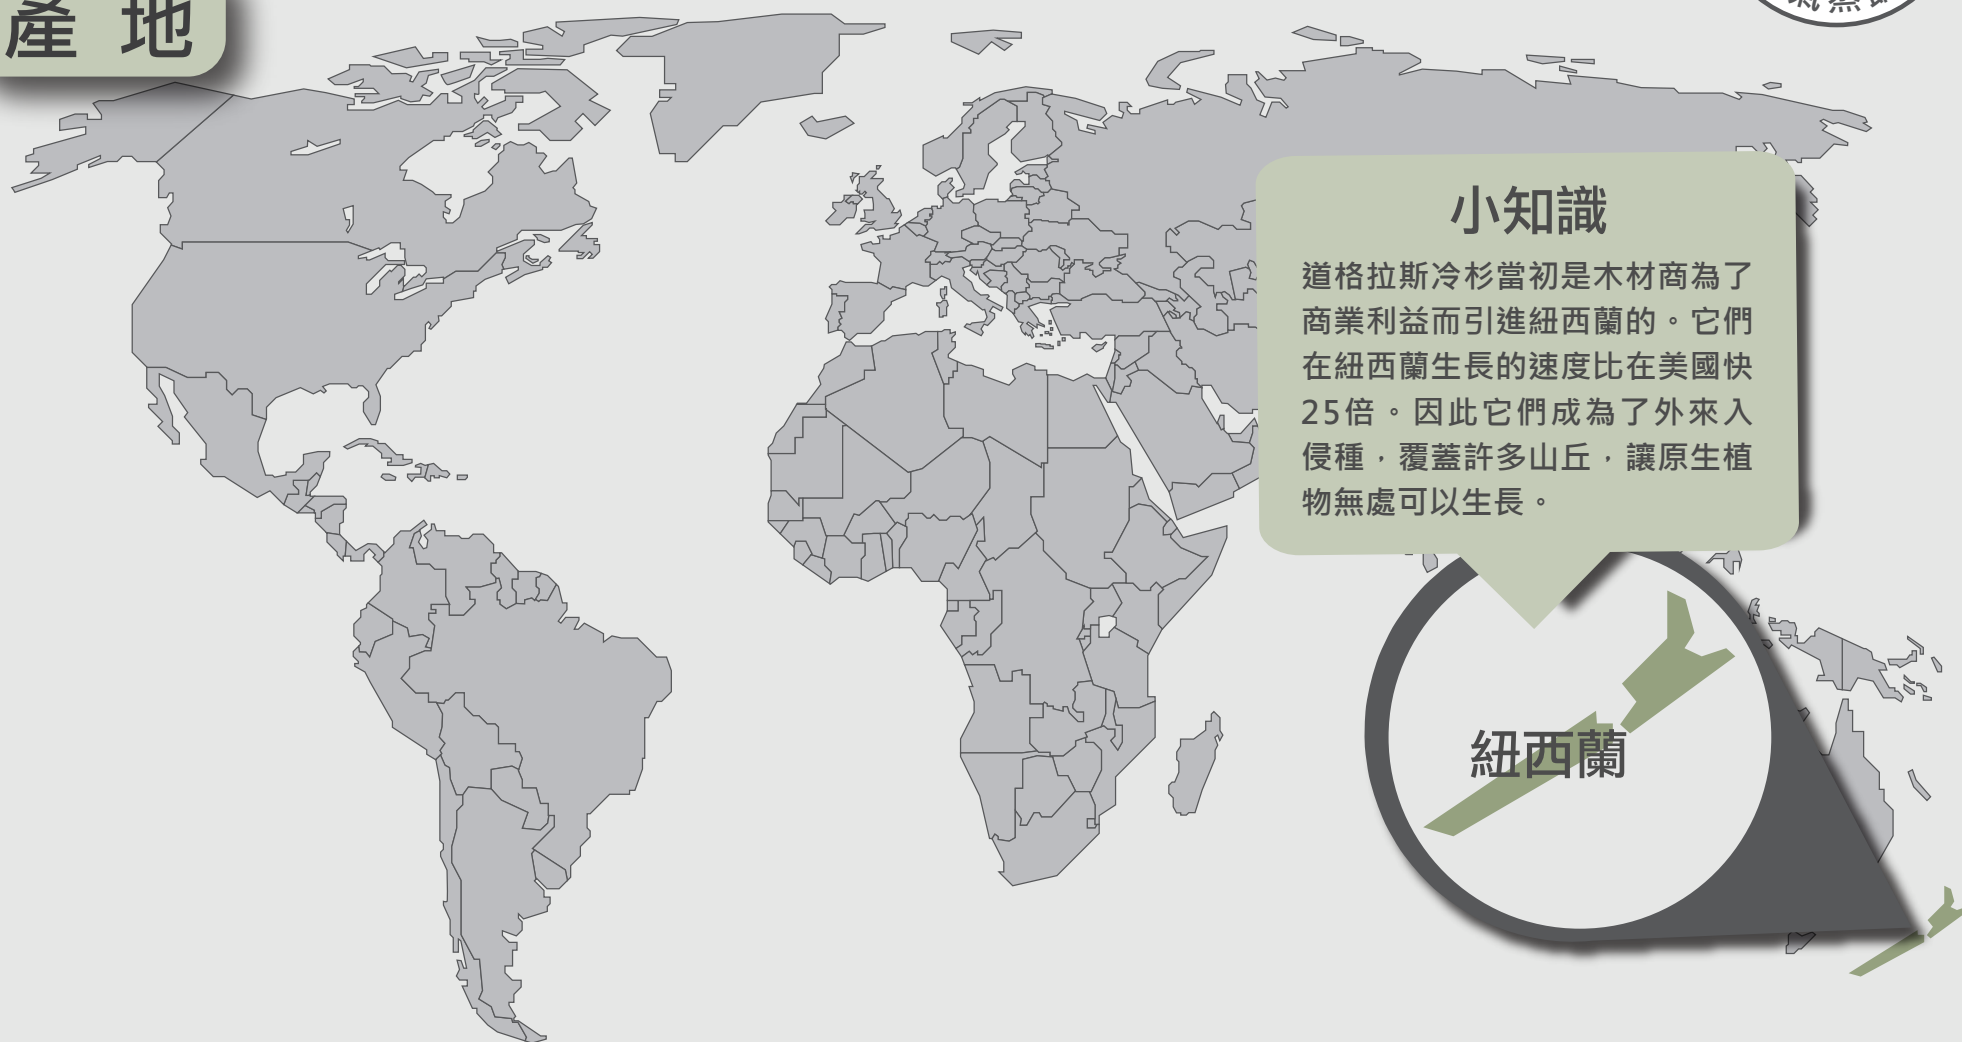 產 地
小知識
道格拉斯冷杉當初是木材商為了
商業利益而引進紐西蘭的。它們
在紐西蘭生長的速度比在美國快
25倍。因此它們成為了外來入
侵種，覆蓋許多山丘，讓原生植
物無處可以生長。
紐西蘭